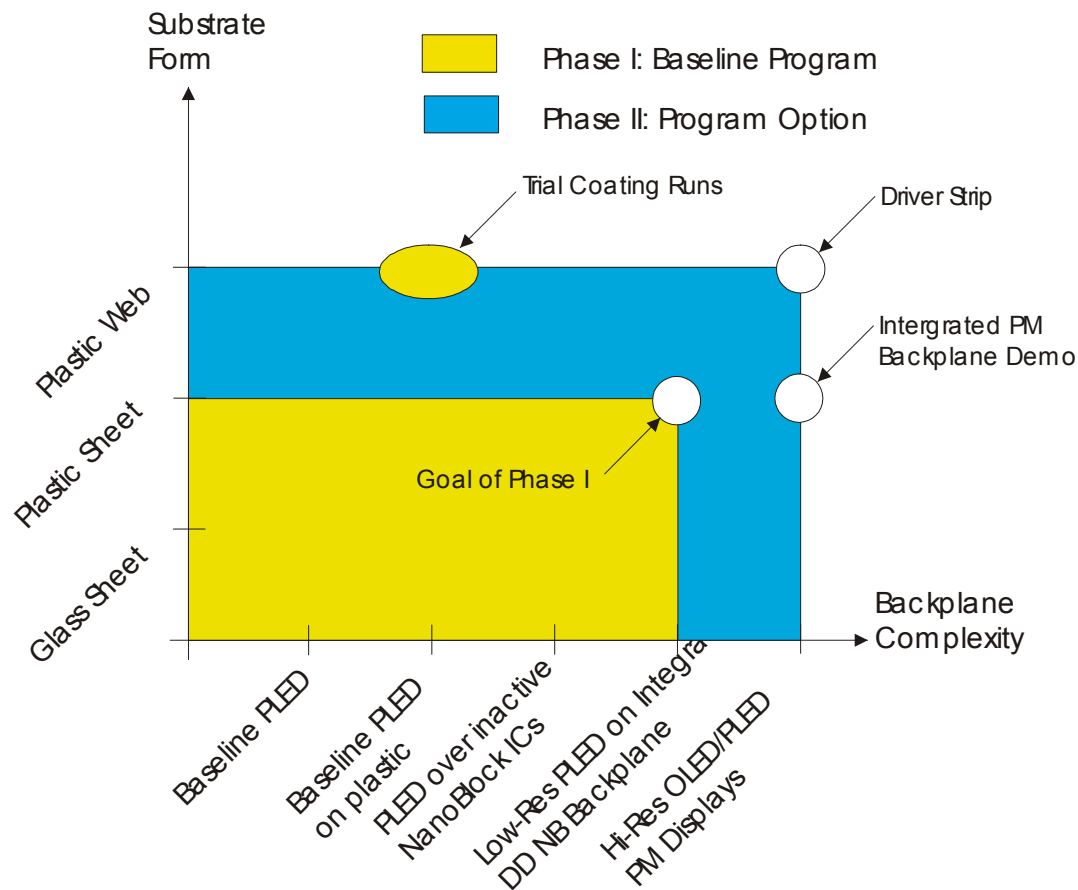 Substrate
Form
Phase I: Baseline Program
Phase II: Program Option
Trial Coating Runs
Driver Strip
Plastic Web
Intergrated PM
Backplane Demo
Plastic Sheet
Goal of Phase I
Glass Sheet
Backplane
Complexity
Baseline PLED
Baseline PLED
on plastic
PLED over inactive
NanoBlock ICs
Low-Res PLED on Integra
DD NB Backplane
Hi-Res OLED/PLED
PM Displays